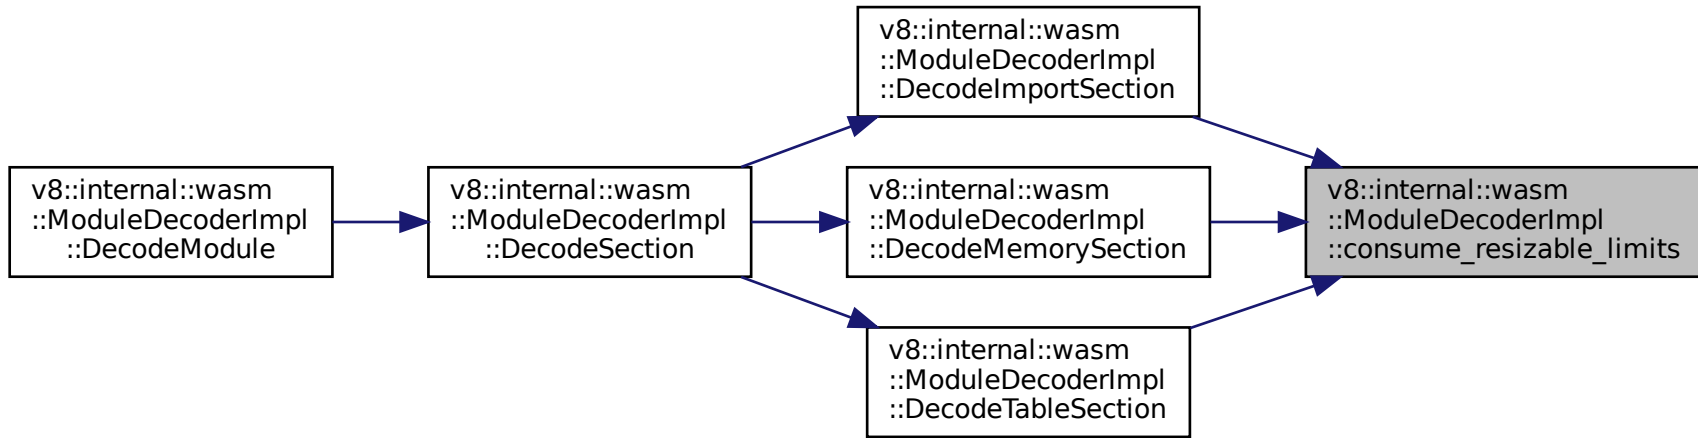 v8::internal::wasm
::ModuleDecoderImpl
::DecodeModule
v8::internal::wasm
::ModuleDecoderImpl
::DecodeSection
v8::internal::wasm
::ModuleDecoderImpl
::DecodeImportSection
v8::internal::wasm
::ModuleDecoderImpl
::DecodeMemorySection
v8::internal::wasm
::ModuleDecoderImpl
::DecodeTableSection
v8::internal::wasm
::ModuleDecoderImpl
::consume_resizable_limits